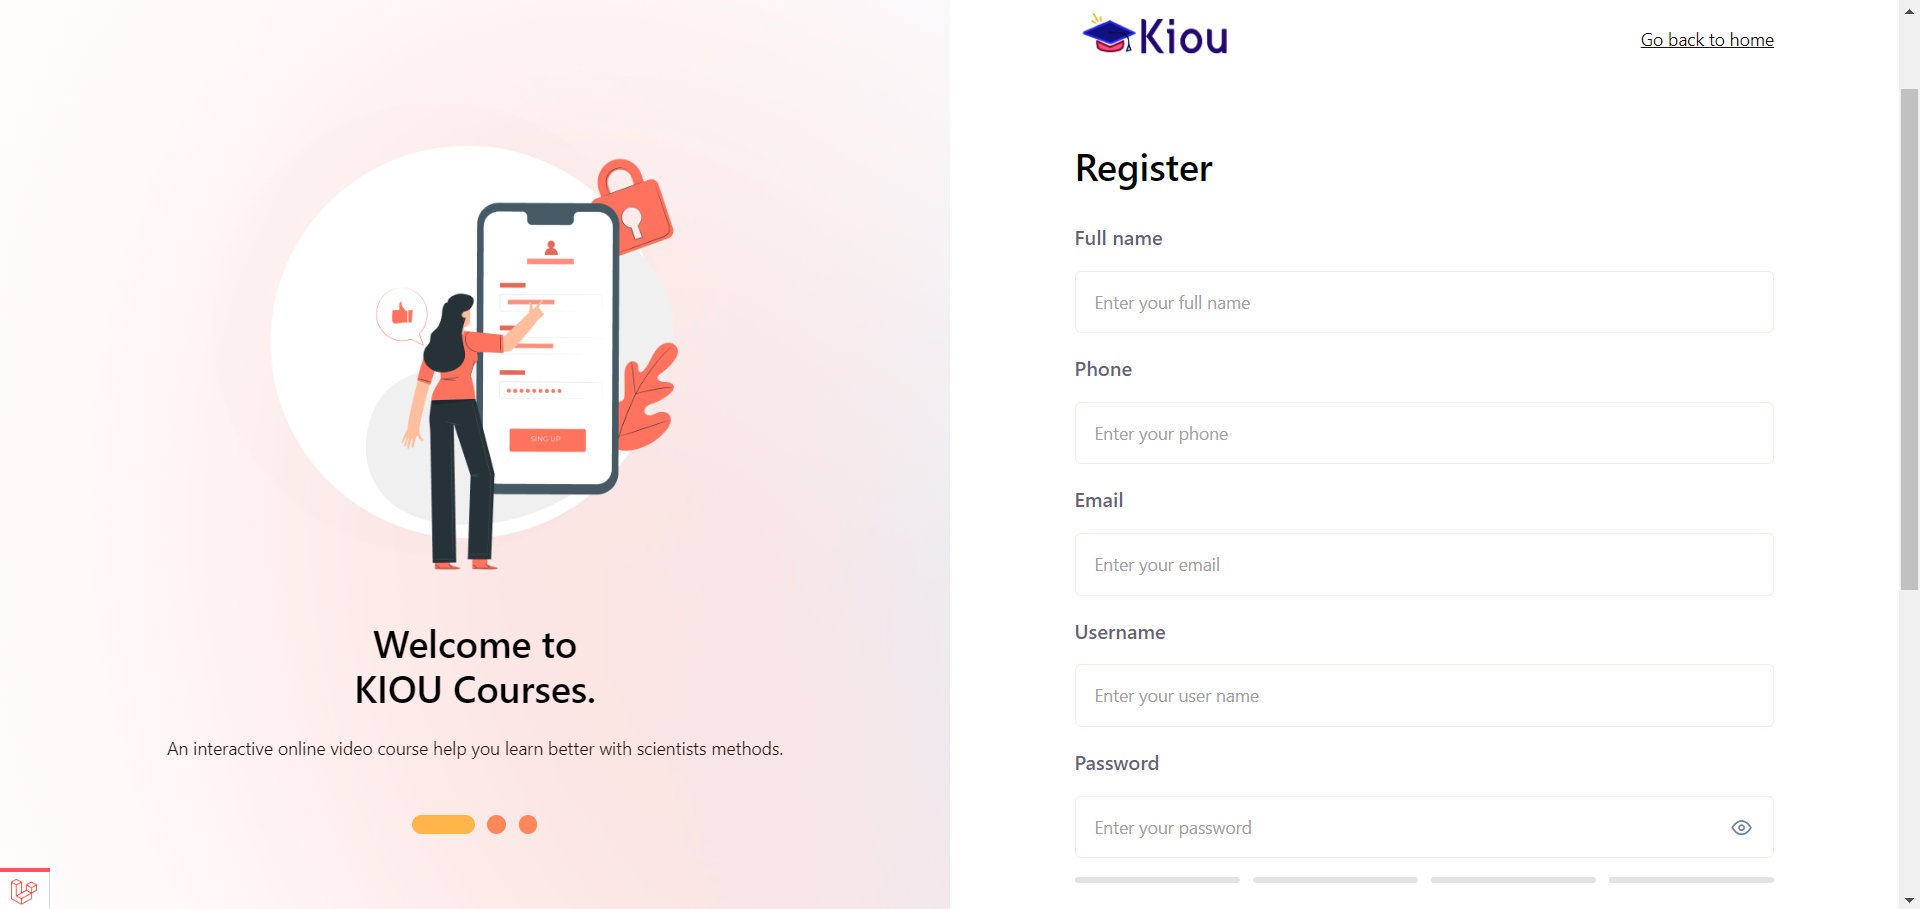 SING UP
Welcome to
KIOU Courses.
An interactive online video course help you learn better with scientists methods.
Kiou
Go back to home
Register
Full name
Enter your full name
Phone
Enter your phone
Email
Enter your email
Username
Enter your user name
Password
Enter your password